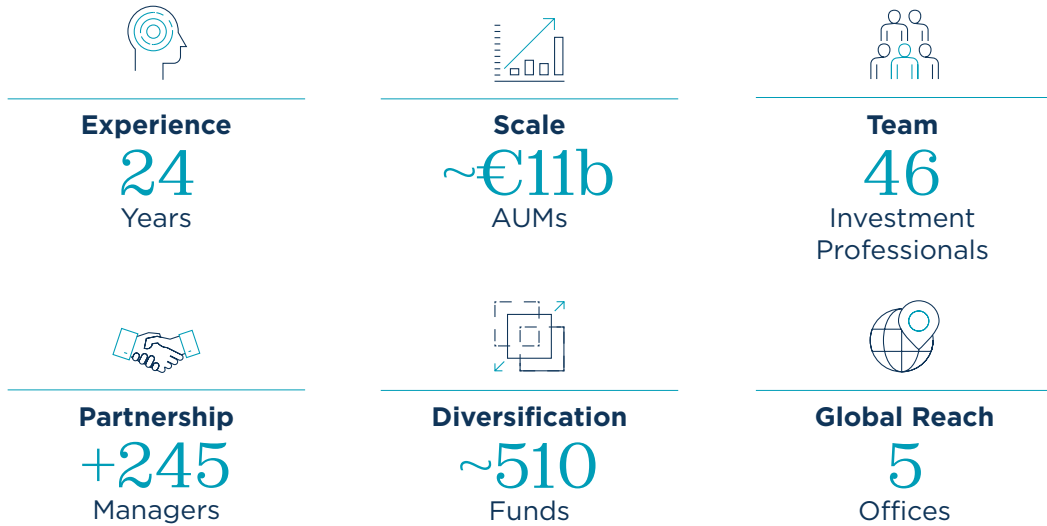 Experience
24
Years
Scale
~€11b
AUMs
Team
46
Investment
Professionals
Partnership
+245
Managers
Diversification
~510
Funds
Global Reach
5
Offices